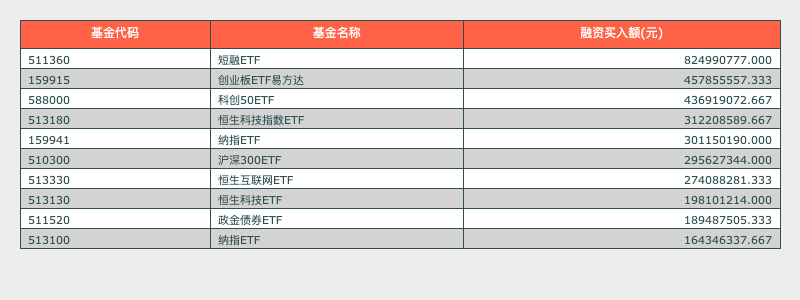 基金代码 基金名称 融资买入额(元)
511360 短融ETF 824990777.000
159915 创业板ETF易方达 457855557.333
588000 科创50ETF 436919072.667
513180 恒生科技指数ETF 312208589.667
159941 纳指ETF 301150190.000
510300 沪深300ETF 295627344.000
513330 恒生互联网ETF 274088281.333
513130 恒生科技ETF 198101214.000
511520 政金债券ETF 189487505.333
513100 纳指ETF 164346337.667